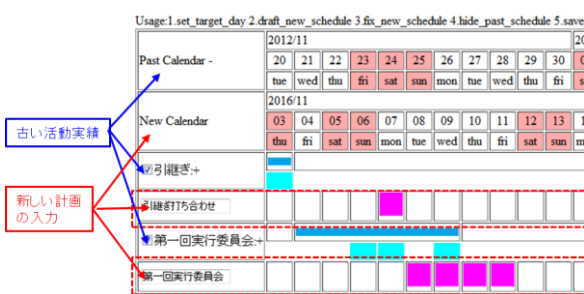 Usage:1.set_target_day 2.draft_new_schedule 3.fix_new_schedule 4.hide_past_schedule 5.save
2012/11
Past Calendar -
20 21 22 23 24 25 26 27 28 29 30
tue wed thu fri sat sun mon tue wed thu fri
2016/11
New Calendar
03 04 05 06 07 08 09 10 11 12 13
thu fri sat sun mon tue wed thu fri sat sun
古い活動実績
引継ぎ:+
新しい計画
の入力
引継ぎ打ち合わせ
第一回実行委員会:+
第一回実行委員会